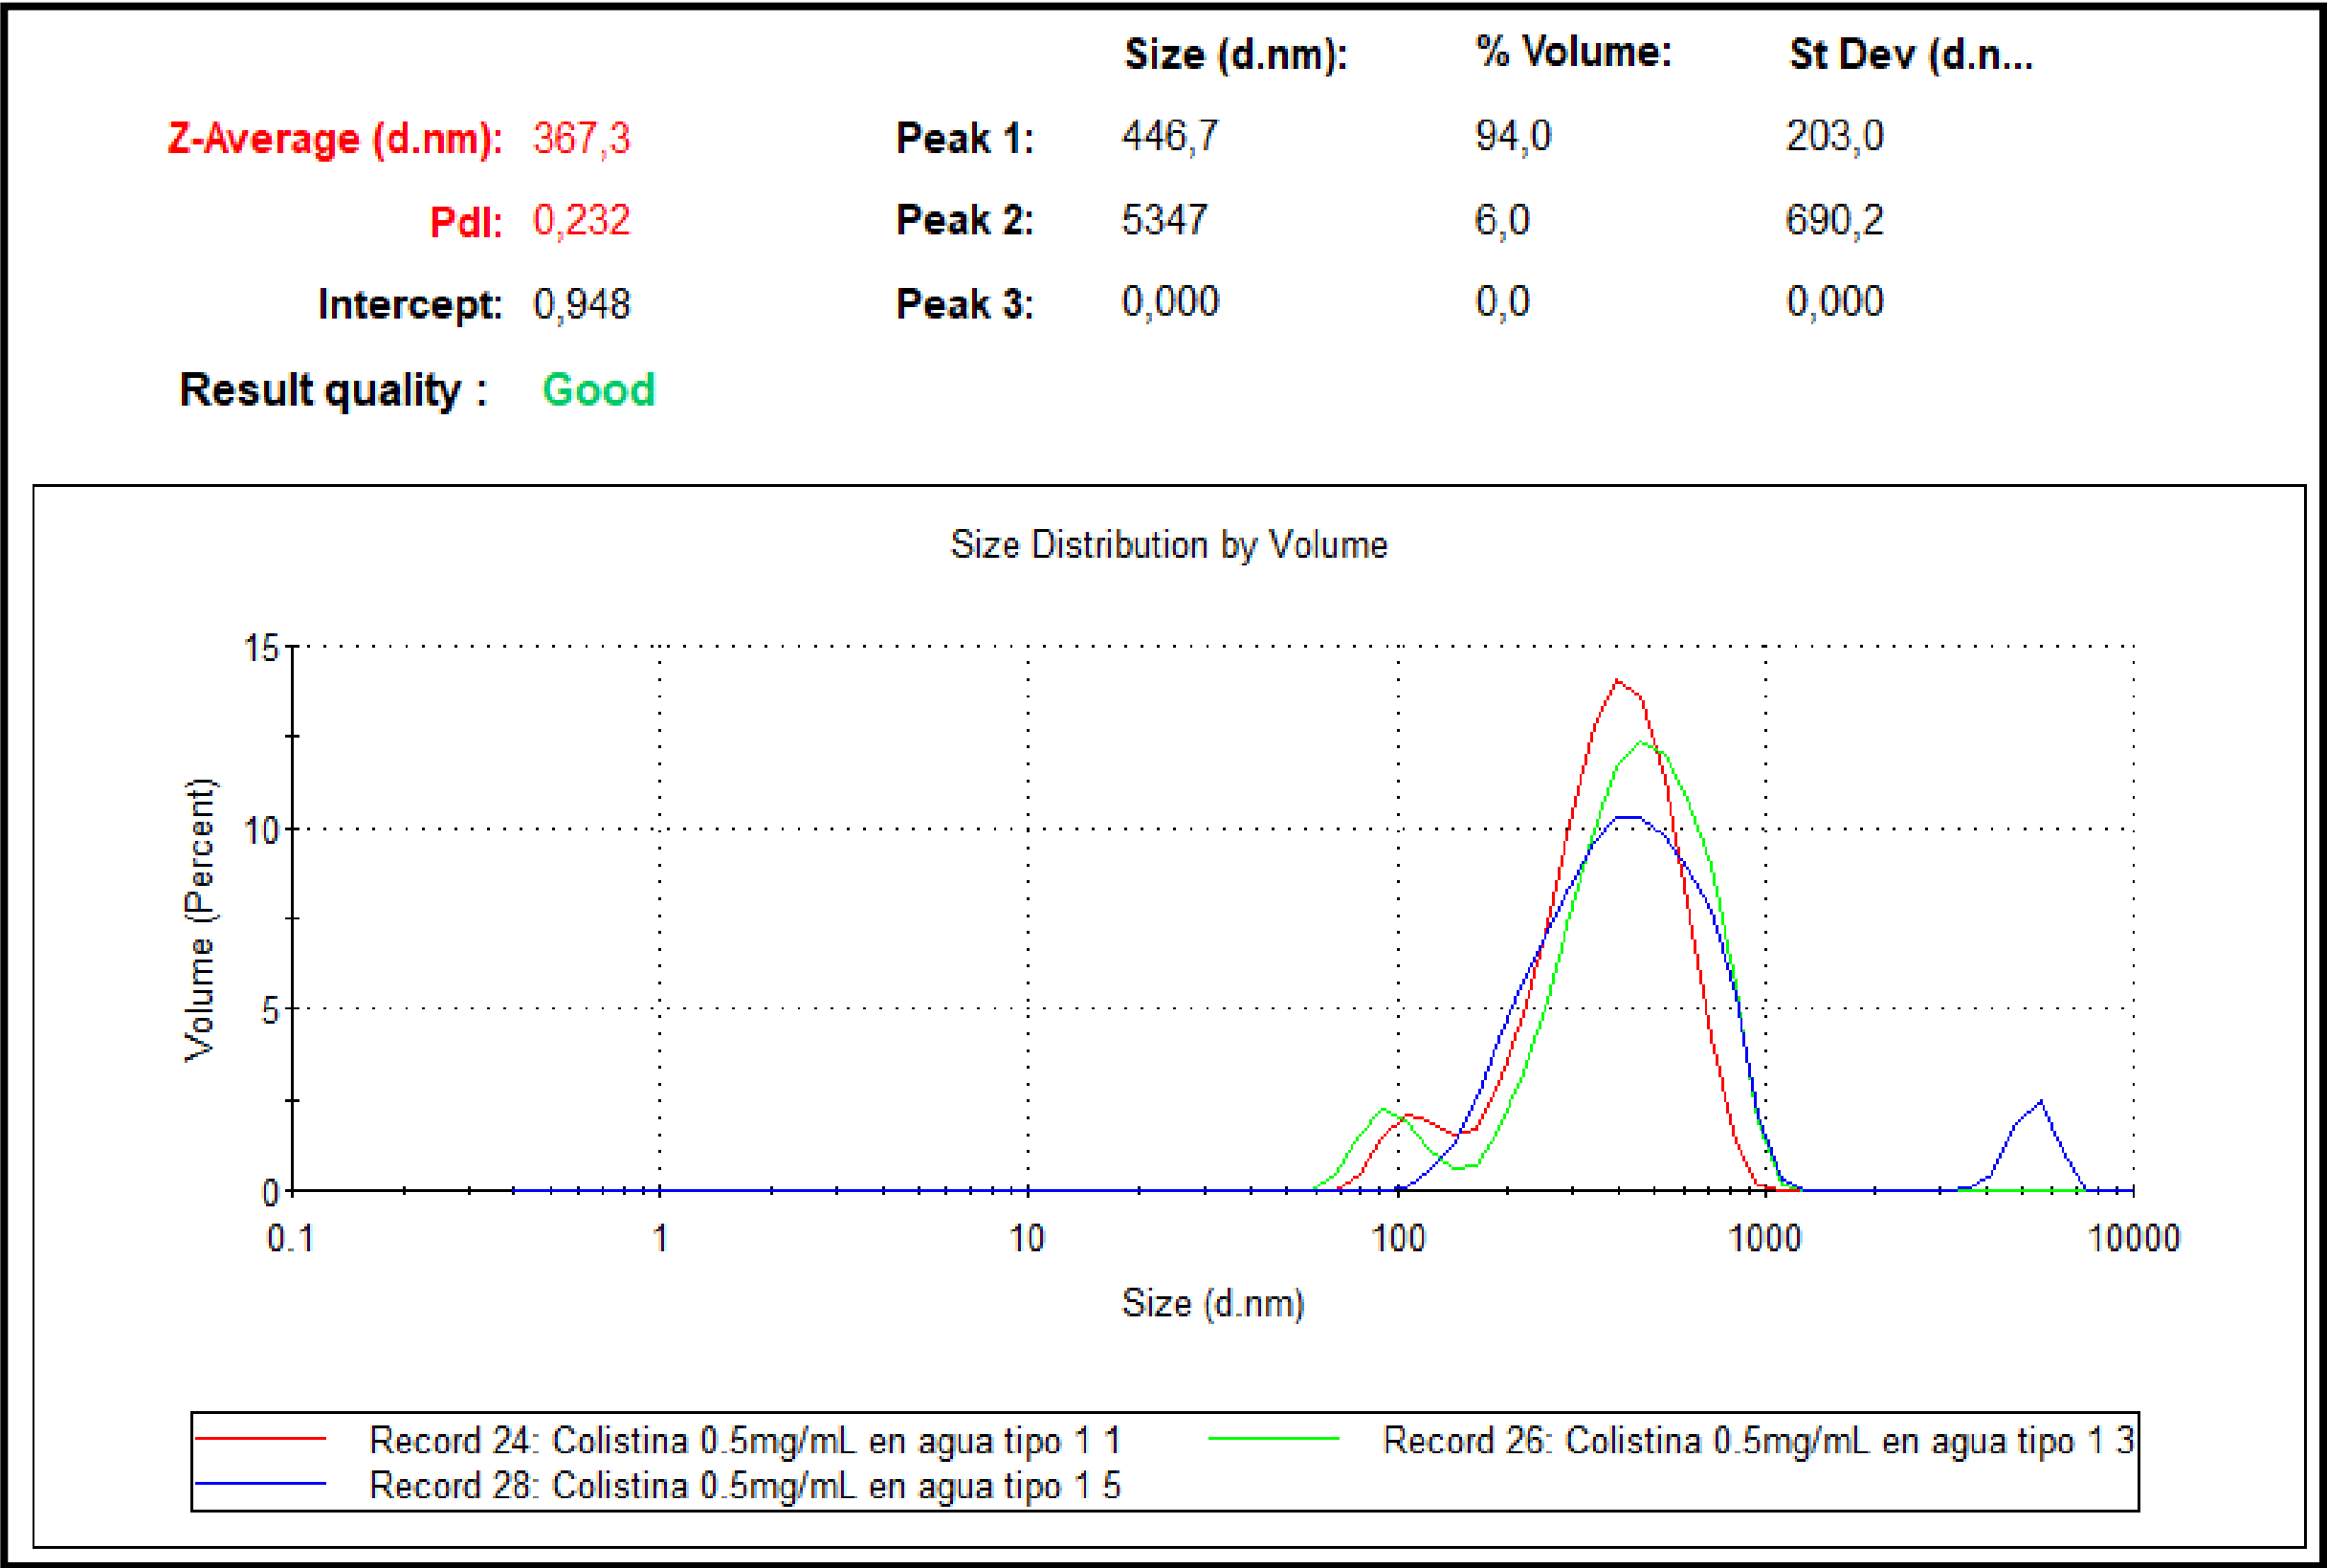 Size (d.nm): % Volume: St Dev (d.n...
Z-Average (d.nm): 367,3 Peak 1: 446,7 94,0 203,0
PdI: 0,232 Peak 2: 5347 6,0 690,2
Intercept: 0,948 Peak 3: 0,000 0,0 0,000
Result quality : Good
Size Distribution by Volume
15
10
5
0
Volume (Percent)
0.1 1 10 100 1000 10000
Size (d.nm)
Record 24: Colistina 0.5mg/mL en agua tipo 1 1 Record 26: Colistina 0.5mg/mL en agua tipo 1 3
Record 28: Colistina 0.5mg/mL en agua tipo 1 5